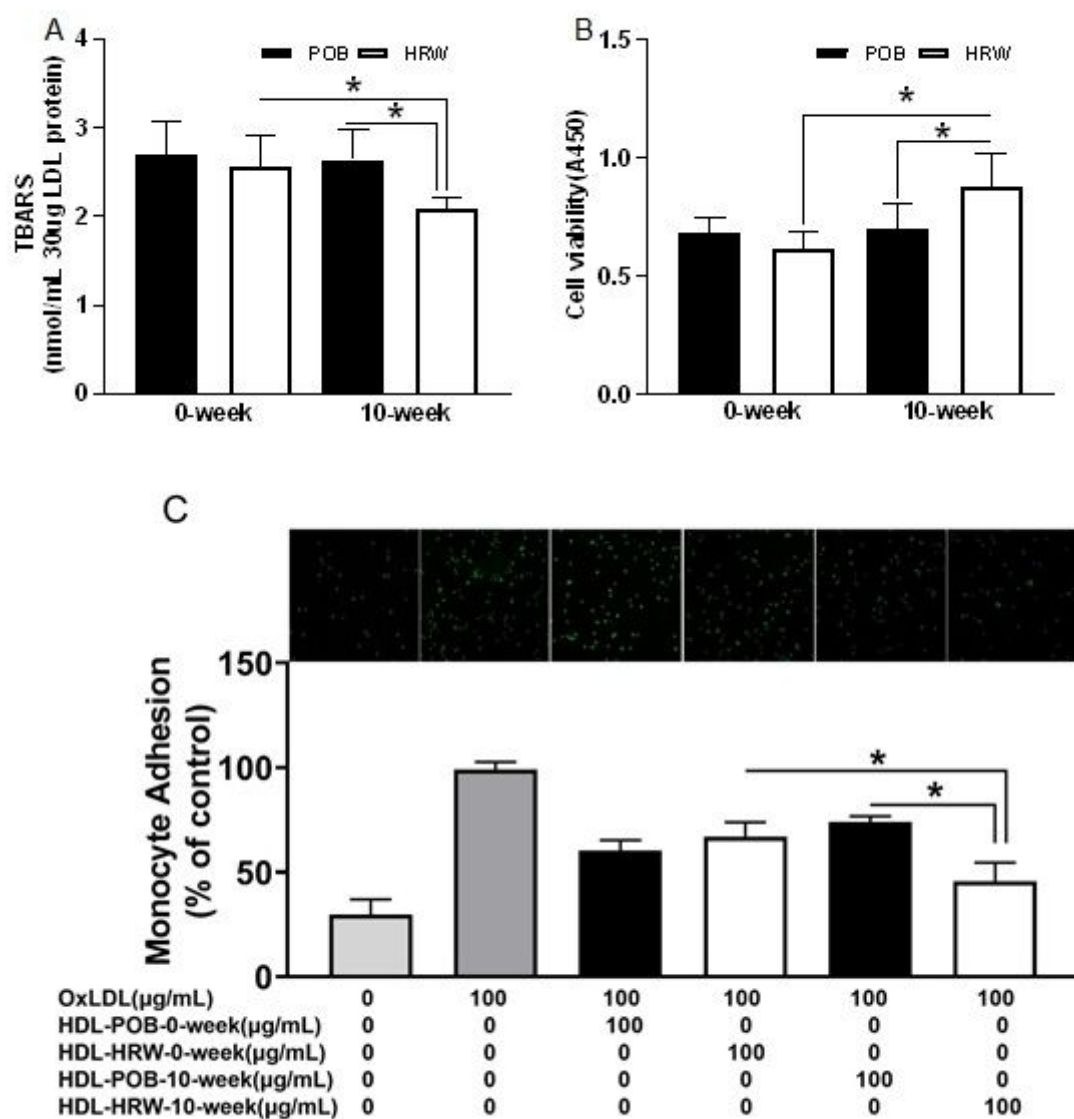 A
POB HRW
4
3
2
1
0
TBARS
(nmol/mL 30ug LDL protein)
*
*
0-week 10-week
B
POB HRW
1.5
1.0
0.5
0.0
Cell viability(A450)
*
*
0-week 10-week
C
150
100
50
0
Monocyte Adhesion
(% of control)
*
*
OxLDL(μg/mL) 0 100 100 100 100 100
HDL-POB-0-week(μg/mL) 0 0 100 0 0 0
HDL-HRW-0-week(μg/mL) 0 0 0 100 0 0
HDL-POB-10-week(μg/mL) 0 0 0 0 100 0
HDL-HRW-10-week(μg/mL) 0 0 0 0 0 100